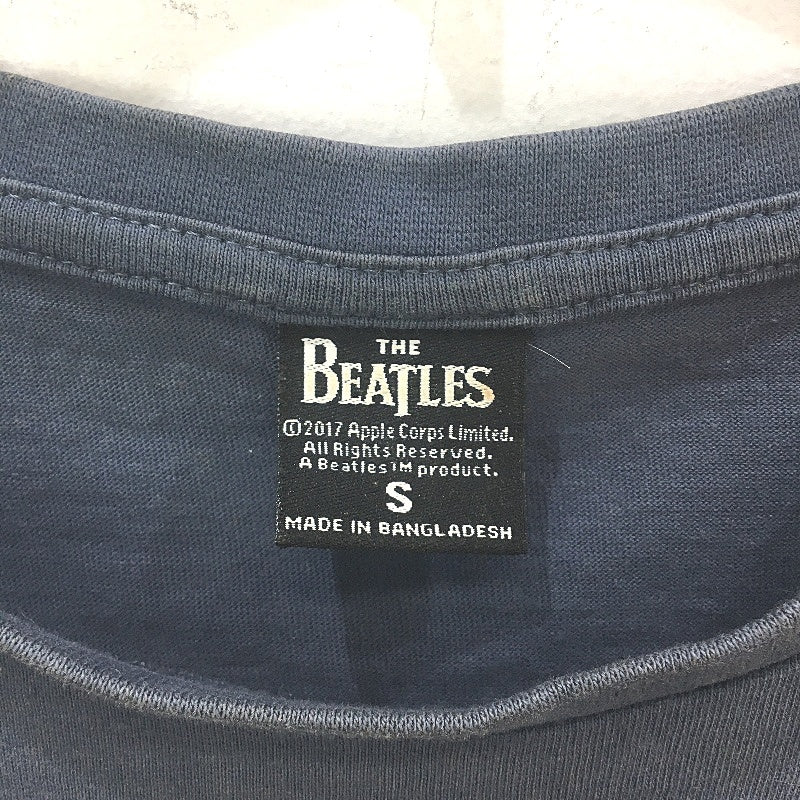 THE
BEATLES
©2017 Apple Corps Limited.
All Rights Reserved.
A Beatles™ product.
S
MADE IN BANGLADESH